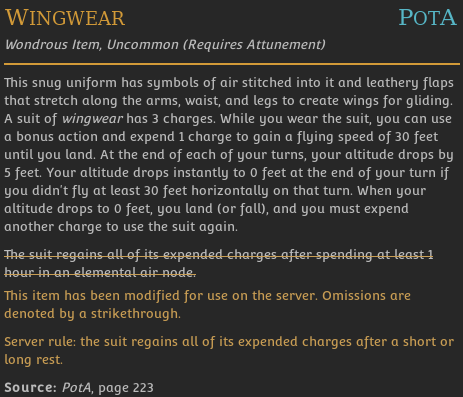 WINGWEAR PotA
Wondrous Item, Uncommon (Requires Attunement)
This snug uniform has symbols of air stitched into it and leathery flaps
that stretch along the arms, waist, and legs to create wings for gliding.
A suit of wingwear has 3 charges. While you wear the suit, you can use
a bonus action and expend 1 charge to gain a flying speed of 30 feet
until you land. At the end of each of your turns, your altitude drops by
5 feet. Your altitude drops instantly to 0 feet at the end of your turn if
you didn't fly at least 30 feet horizontally on that turn. When your
altitude drops to 0 feet, you land (or fall), and you must expend
another charge to use the suit again.
The suit regains all of its expended charges after spending at least 1
hour in an elemental air node.
This item has been modified for use on the server. Omissions are
denoted by a strikethrough.
Server rule: the suit regains all of its expended charges after a short or
long rest.
Source: PotA, page 223